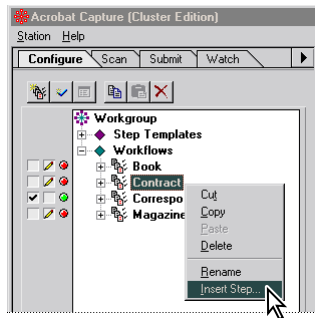 Acrobat Capture (Cluster Edition)
Station Help
Configure Scan Submit Watch
Workgroup
Step Templates
Workflows
Book
Contract
Correspo
Magazine
Cut
Copy
Paste
Delete
Rename
Insert Step...